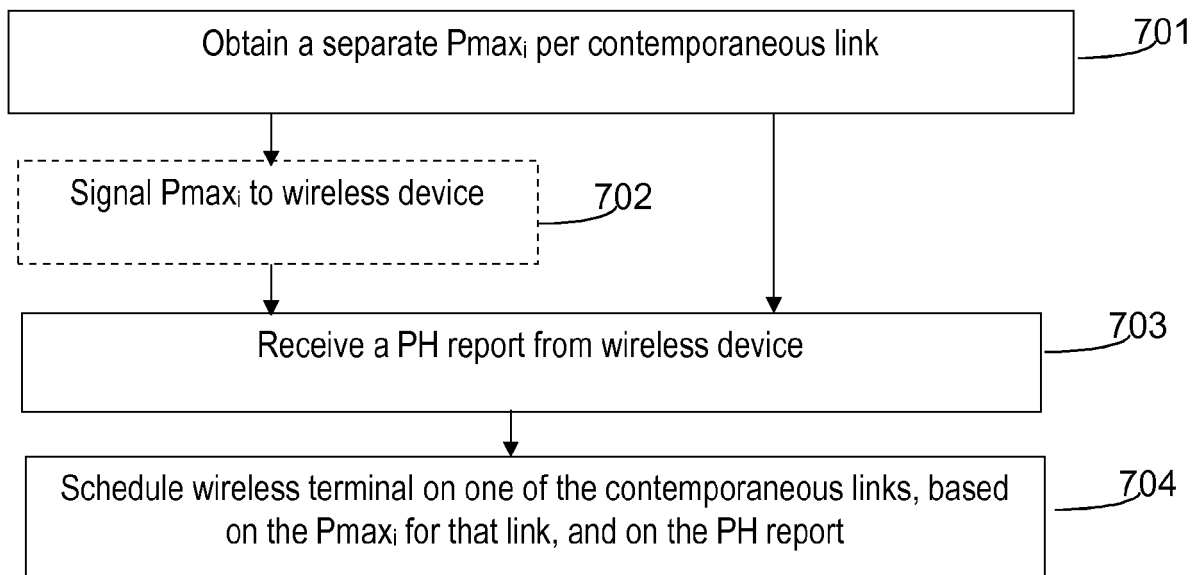 Obtain a separate Pmaxᵢ per contemporaneous link
701
Signal Pmaxᵢ to wireless device
702
Receive a PH report from wireless device
703
Schedule wireless terminal on one of the contemporaneous links, based
on the Pmaxᵢ for that link, and on the PH report
704